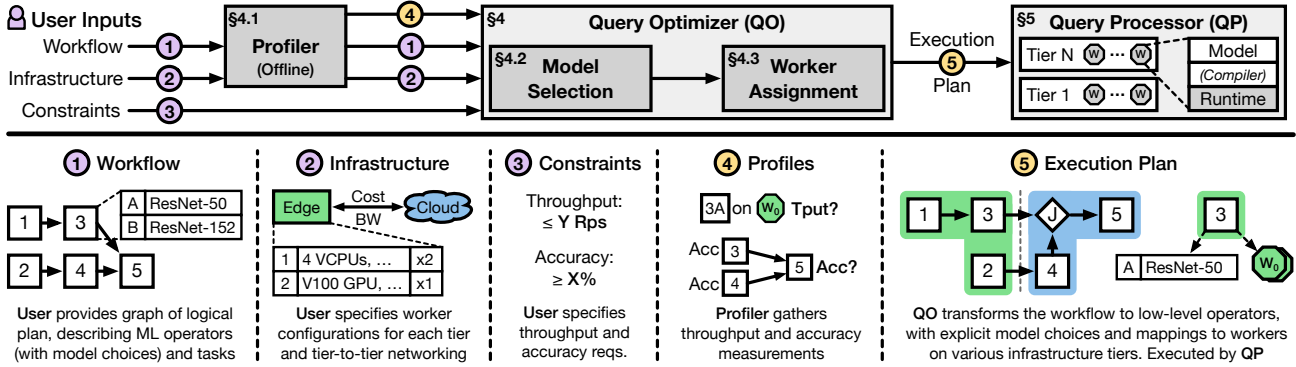 User Inputs
Workflow
Infrastructure
Constraints
1
2
3
§4.1
Profiler
(Offline)
4
1
2
§4
Query Optimizer (QO)
§4.2
Model
Selection
§4.3
Worker
Assignment
Execution
5
Plan
§5
Query Processor (QP)
Tier N W ... W
Tier 1 W ... W
Model
(Compiler)
Runtime
1 Workflow
1 3
2 4 5
A ResNet-50
B ResNet-152
User provides graph of logical
plan, describing ML operators
(with model choices) and tasks
2 Infrastructure
Edge
Cost
BW
Cloud
1 4 VCPUs, ... x2
2 V100 GPU, ... x1
User specifies worker
configurations for each tier
and tier-to-tier networking
3 Constraints
Throughput:
≤ Y Rps
Accuracy:
≥ X%
User specifies
throughput and
accuracy reqs.
4 Profiles
3A on W0 Tput?
Acc 3
Acc 4
5 Acc?
Profiler gathers
throughput and accuracy
measurements
5 Execution Plan
1 3 J 5
2 4
3
A ResNet-50
W0
QO transforms the workflow to low-level operators,
with explicit model choices and mappings to workers
on various infrastructure tiers. Executed by QP